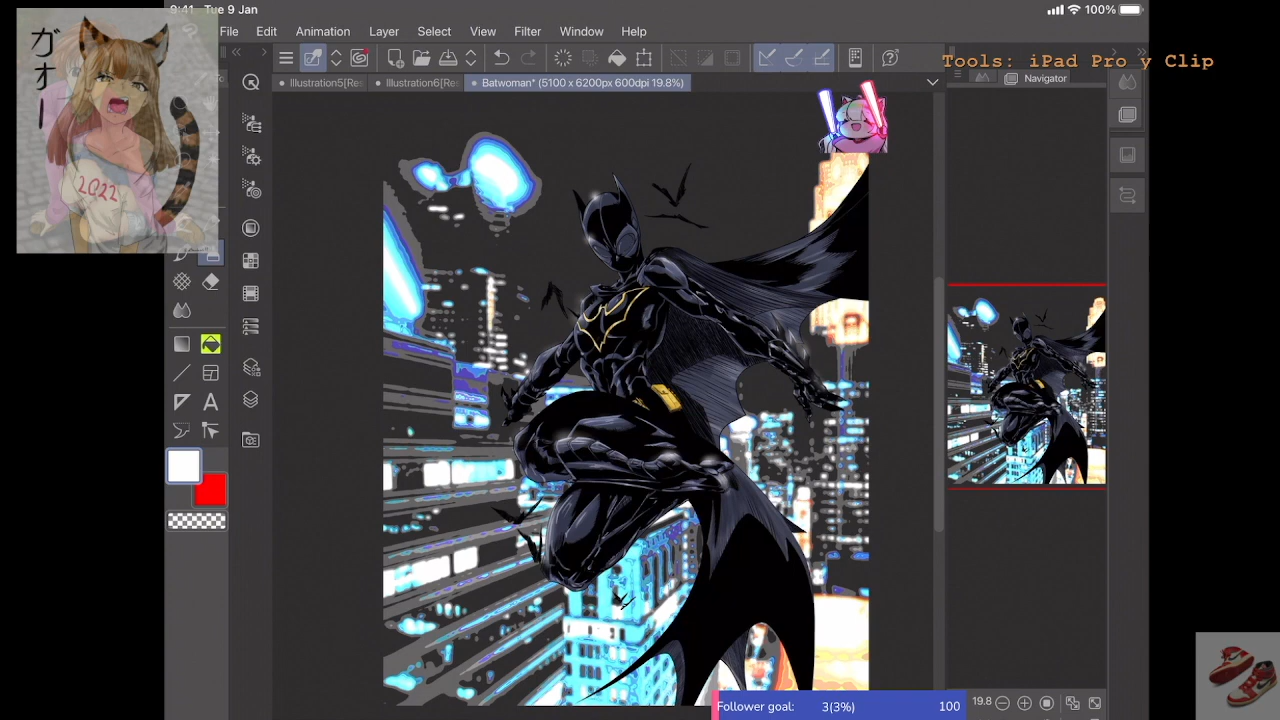 9:41 Tue 9 Jan
100%
File Edit Animation Layer Select View Filter Window Help
Tools: iPad Pro y Clip
Illustration5[Res
Illustration6[Res
Batwoman* (5100 x 6200px 600dpi 19.8%)
Navigator
ガオー
2022
A
19.8
Follower goal: 3(3%) 100